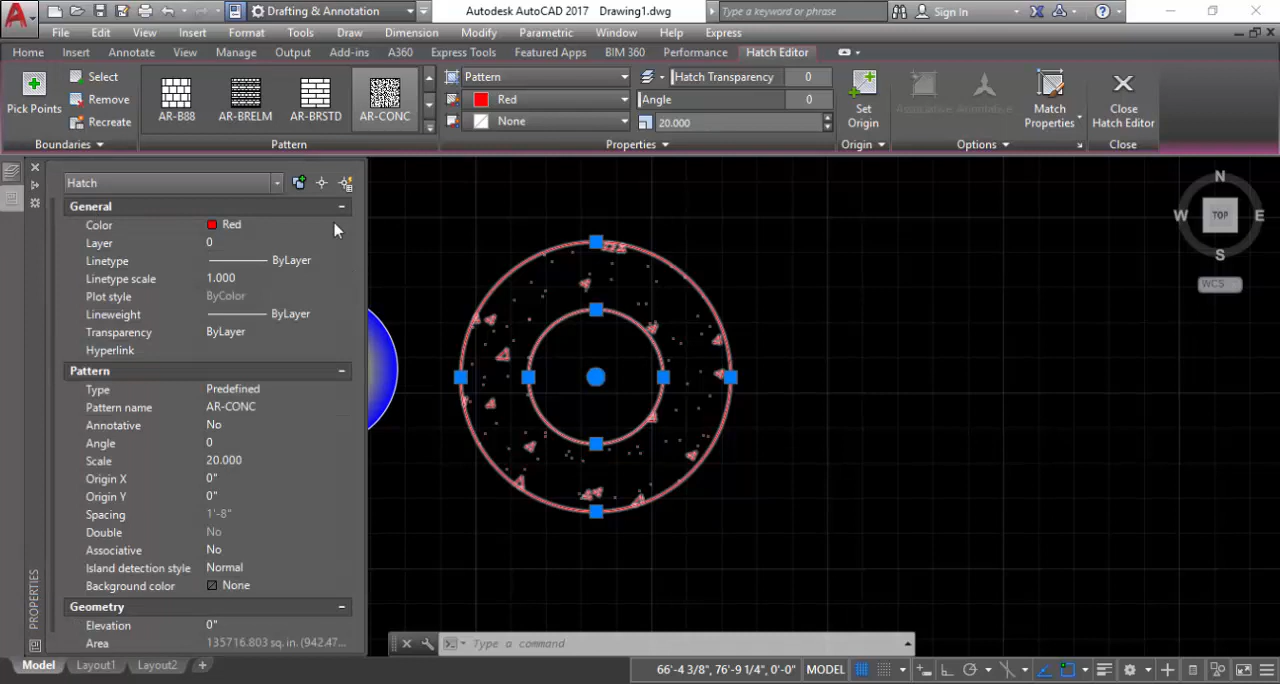 Drafting & Annotation
Autodesk AutoCAD 2017 Drawing1.dwg
Type a keyword or phrase
Sign In
File Edit View Insert Format Tools Draw Dimension Modify Parametric Window Help Express
Home Insert Annotate View Manage Output Add-ins A360 Express Tools Featured Apps BIM 360 Performance Hatch Editor
Pick Points
Select
Remove
Recreate
AR-B88
AR-BRELM
AR-BRSTD
AR-CONC
Pattern
Red
None
Hatch Transparency 0
Angle 0
20.000
Set Origin
Associative
Annotative
Match Properties
Close Hatch Editor
Boundaries
Pattern
Properties
Origin
Options
Close
Hatch
General
Color Red
Layer 0
Linetype ByLayer
Linetype scale 1.000
Plot style ByColor
Lineweight ByLayer
Transparency ByLayer
Hyperlink
Pattern
Type Predefined
Pattern name AR-CONC
Annotative No
Angle 0
Scale 20.000
Origin X 0"
Origin Y 0"
Spacing 1'-8"
Double No
Associative No
Island detection style Normal
Background color None
Geometry
Elevation 0"
Area 135716.803 sq. in. (942.47...
PROPERTIES
N
W TOP E
S
WCS
Type a command
Model Layout1 Layout2
66'-4 3/8", 76'-9 1/4", 0'-0" MODEL